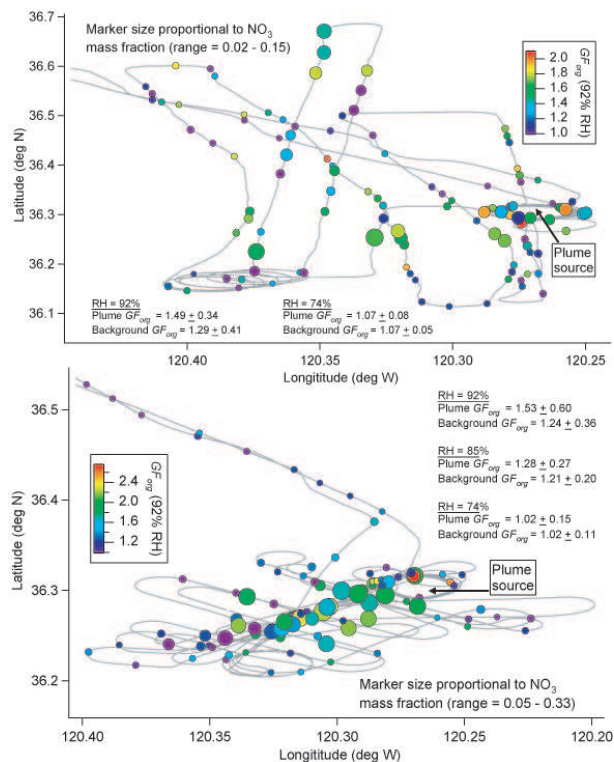 Marker size proportional to NO3
mass fraction (range = 0.02 - 0.15)
GForg (92% RH)
2.0
1.8
1.6
1.4
1.2
1.0
36.7
36.6
36.5
36.4
36.3
36.2
36.1
Latitude (deg N)
Plume
source
RH = 92%
Plume GForg = 1.49 ± 0.34
Background GForg = 1.29 ± 0.41
RH = 74%
Plume GForg = 1.07 ± 0.08
Background GForg = 1.07 ± 0.05
120.40
120.35
120.30
120.25
Longititude (deg W)
RH = 92%
Plume GForg = 1.53 ± 0.60
Background GForg = 1.24 ± 0.36
RH = 85%
Plume GForg = 1.28 ± 0.27
Background GForg = 1.21 ± 0.20
RH = 74%
Plume GForg = 1.02 ± 0.15
Background GForg = 1.02 ± 0.11
GForg (92% RH)
2.4
2.0
1.6
1.2
36.5
36.4
36.3
36.2
Latitude (deg N)
Plume
source
Marker size proportional to NO3
mass fraction (range = 0.05 - 0.33)
120.40
120.35
120.30
120.25
120.20
Longititude (deg W)